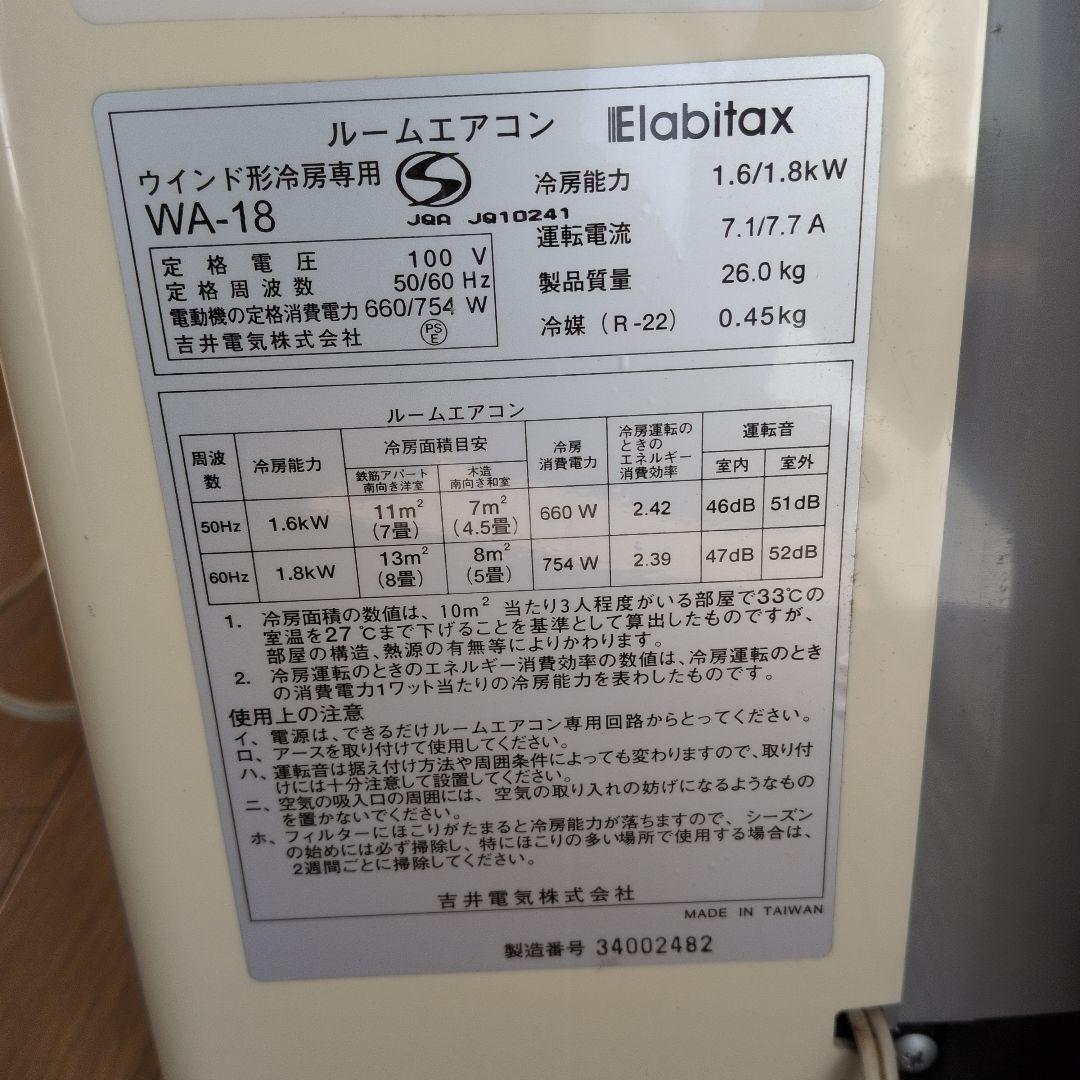 ルームエアコン Elabitax
ウインド形冷房専用
WA-18
JQA JQ10241
定格電圧 100 V
定格周波数 50/60 Hz
電動機の定格消費電力 660/754 W
吉井電気株式会社 PSE
冷房能力 1.6/1.8kW
運転電流 7.1/7.7 A
製品質量 26.0 kg
冷媒（R-22） 0.45kg
ルームエアコン
周波数 冷房能力 冷房面積目安 冷房消費電力 冷房運転のときのエネルギー消費効率 運転音
鉄筋アパート南向き洋室 木造南向き和室 室内 室外
50Hz 1.6kW 11m²（7畳） 7m²（4.5畳） 660 W 2.42 46dB 51dB
60Hz 1.8kW 13m²（8畳） 8m²（5畳） 754 W 2.39 47dB 52dB
1. 冷房面積の数値は、10m² 当たり3人程度がいる部屋で33℃の
室温を27℃まで下げることを基準として算出したものですが、
部屋の構造、熱源の有無等によりかわります。
2. 冷房運転のときのエネルギー消費効率の数値は、冷房運転のとき
の消費電力1ワット当たりの冷房能力を表わしたものです。
使用上の注意
イ、電源は、できるだけルームエアコン専用回路からとってください。
ロ、アースを取り付けて使用してください。
ハ、運転音は据え付け方法や周囲条件によっても変わりますので、取り付
けには十分注意して設置してください。
ニ、空気の吸入口の周囲には、空気の取り入れの妨げになるようなもの
を置かないでください。
ホ、フィルターにほこりがたまると冷房能力が落ちますので、シーズン
の始めには必ず掃除し、特にほこりの多い場所で使用する場合は、
2週間ごとに掃除してください。
吉井電気株式会社
MADE IN TAIWAN
製造番号 34002482